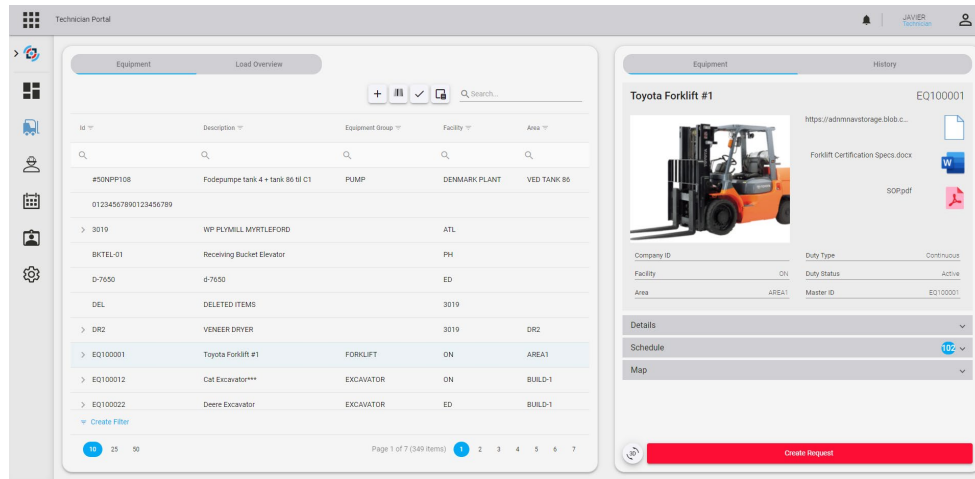 Technician Portal
JAVIER
Technician
Equipment Load Overview
Search...
Id Description Equipment Group Facility Area
#50NPP108 Fodepumpe tank 4 + tank 86 til C1 PUMP DENMARK PLANT VED TANK 86
01234567890123456789
3019 WP PLYMILL MYRTLEFORD ATL
BKTEL-01 Receiving Bucket Elevator PH
D-7650 d-7650 ED
DEL DELETED ITEMS 3019
DR2 VENEER DRYER 3019 DR2
EQ100001 Toyota Forklift #1 FORKLIFT ON AREA1
EQ100012 Cat Excavator*** EXCAVATOR ON BUILD-1
EQ100022 Deere Excavator EXCAVATOR ED BUILD-1
Create Filter
10 25 50 Page 1 of 7 (349 items) 1 2 3 4 5 6 7
Equipment History
Toyota Forklift #1 EQ100001
https://adnmnavstorage.blob.c...
Forklift Certification Specs.docx
W
SOP.pdf
Company ID Duty Type Continuous
Facility ON Duty Status Active
Area AREA1 Master ID EQ100001
Details
Schedule 102
Map
3D Create Request